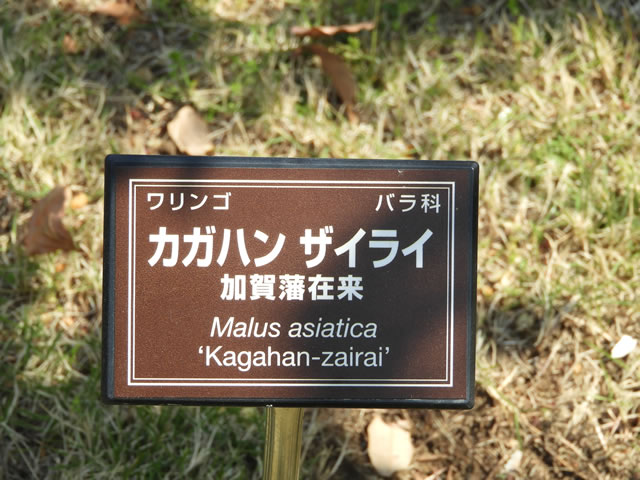 ワリンゴ バラ科
カガハン ザイライ
加賀藩在来
Malus asiatica
‘Kagahan-zairai’